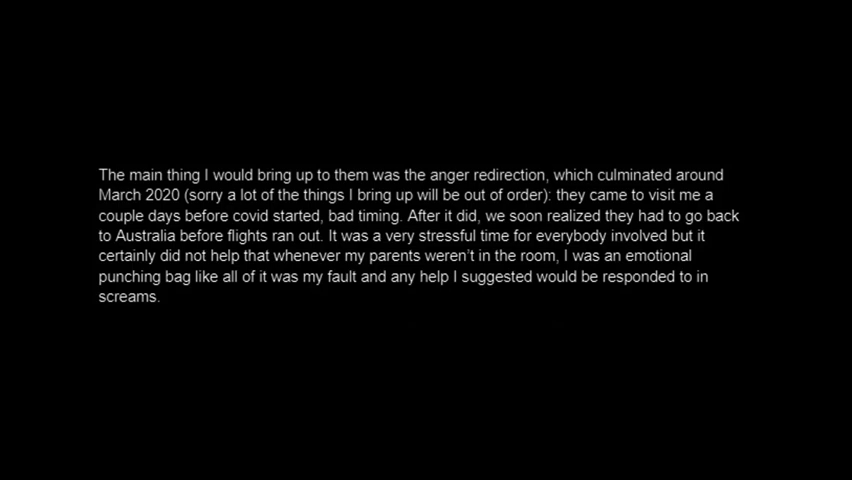 The main thing I would bring up to them was the anger redirection, which culminated around
March 2020 (sorry a lot of the things I bring up will be out of order): they came to visit me a
couple days before covid started, bad timing. After it did, we soon realized they had to go back
to Australia before flights ran out. It was a very stressful time for everybody involved but it
certainly did not help that whenever my parents weren't in the room, I was an emotional
punching bag like all of it was my fault and any help I suggested would be responded to in
screams.